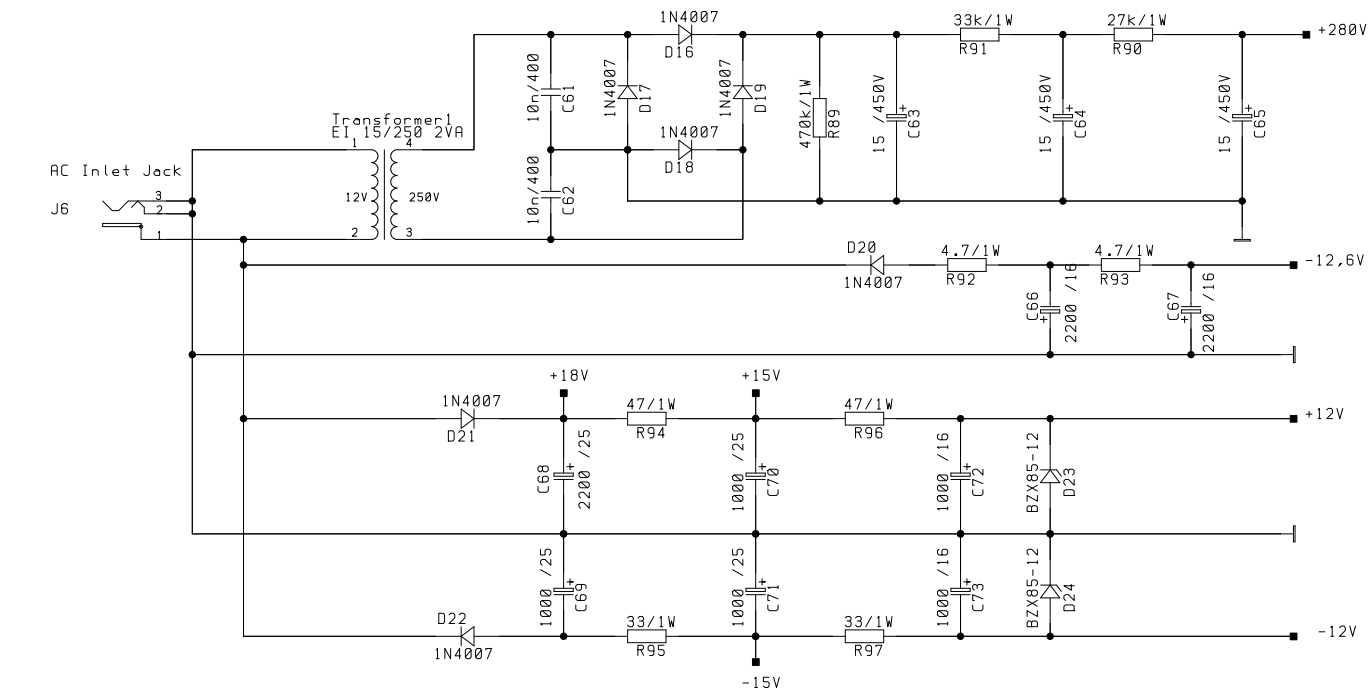 1N4007
D16
33k/1W
R91
27k/1W
R90
+280V
10n/400
C61
1N4007
D17
1N4007
D19
470k/1W
R89
15 /450V
C63
15 /450V
C64
15 /450V
C65
1N4007
D18
10n/400
C62
Transformer1
EI 15/250 2VA
1
4
12V
250V
2
3
AC Inlet Jack
J6
3
2
1
D20
1N4007
4.7/1W
R92
4.7/1W
R93
-12,6V
C66
2200 /16
C67
2200 /16
+18V
+15V
1N4007
D21
47/1W
R94
47/1W
R96
+12V
C68
2200 /25
1000 /25
C70
1000 /16
C72
BZX85-12
D23
1000 /25
C69
1000 /25
C71
1000 /16
C73
BZX85-12
D24
D22
1N4007
33/1W
R95
33/1W
R97
-12V
-15V
+
+
+
+
+
+
+
+
+
+
+